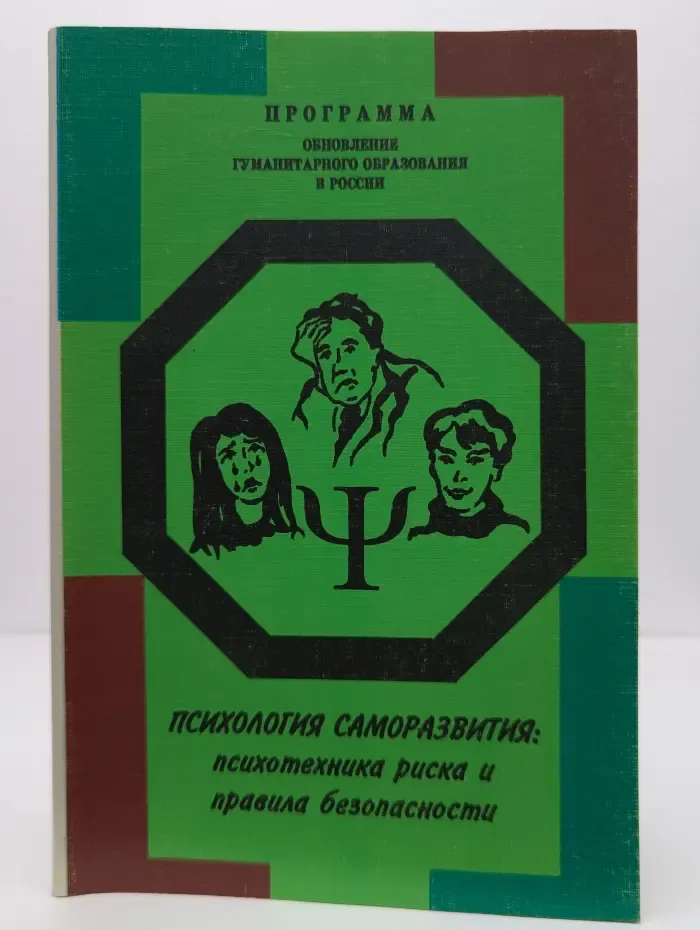 ПРОГРАММА
ОБНОВЛЕНИЕ
ГУМАНИТАРНОГО ОБРАЗОВАНИЯ
В РОССИИ
Ψ
ПСИХОЛОГИЯ САМОРАЗВИТИЯ:
психотехника риска и
правила безопасности